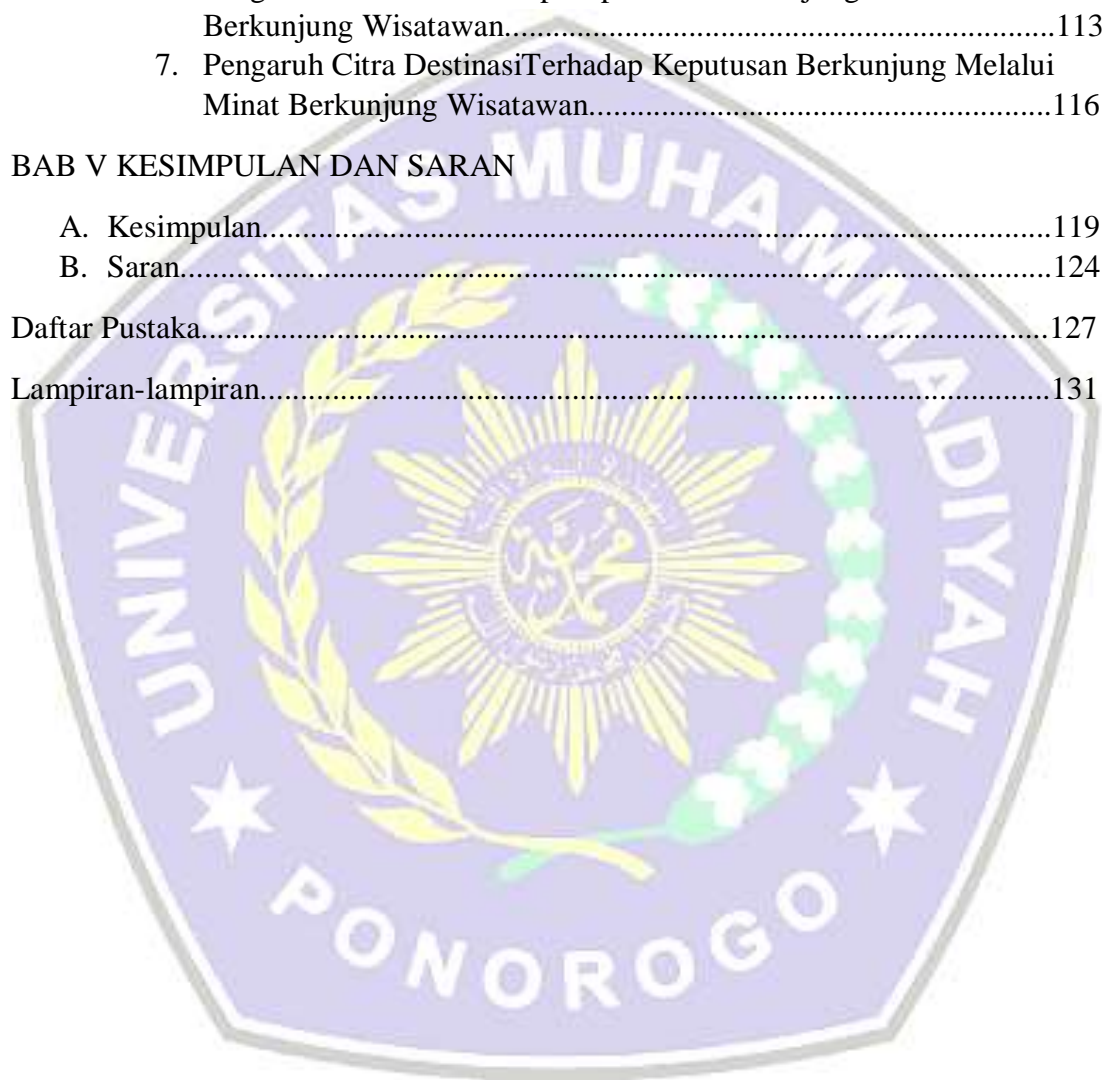 Berkunjung Wisatawan....................................................................113
7. Pengaruh Citra DestinasiTerhadap Keputusan Berkunjung Melalui
Minat Berkunjung Wisatawan.........................................................116
BAB V KESIMPULAN DAN SARAN
A. Kesimpulan.................................................................................................119
B. Saran...........................................................................................................124
Daftar Pustaka........................................................................................................127
Lampiran-lampiran.................................................................................................131
UNIVERSITAS MUHAMMADIYAH
PONOROGO